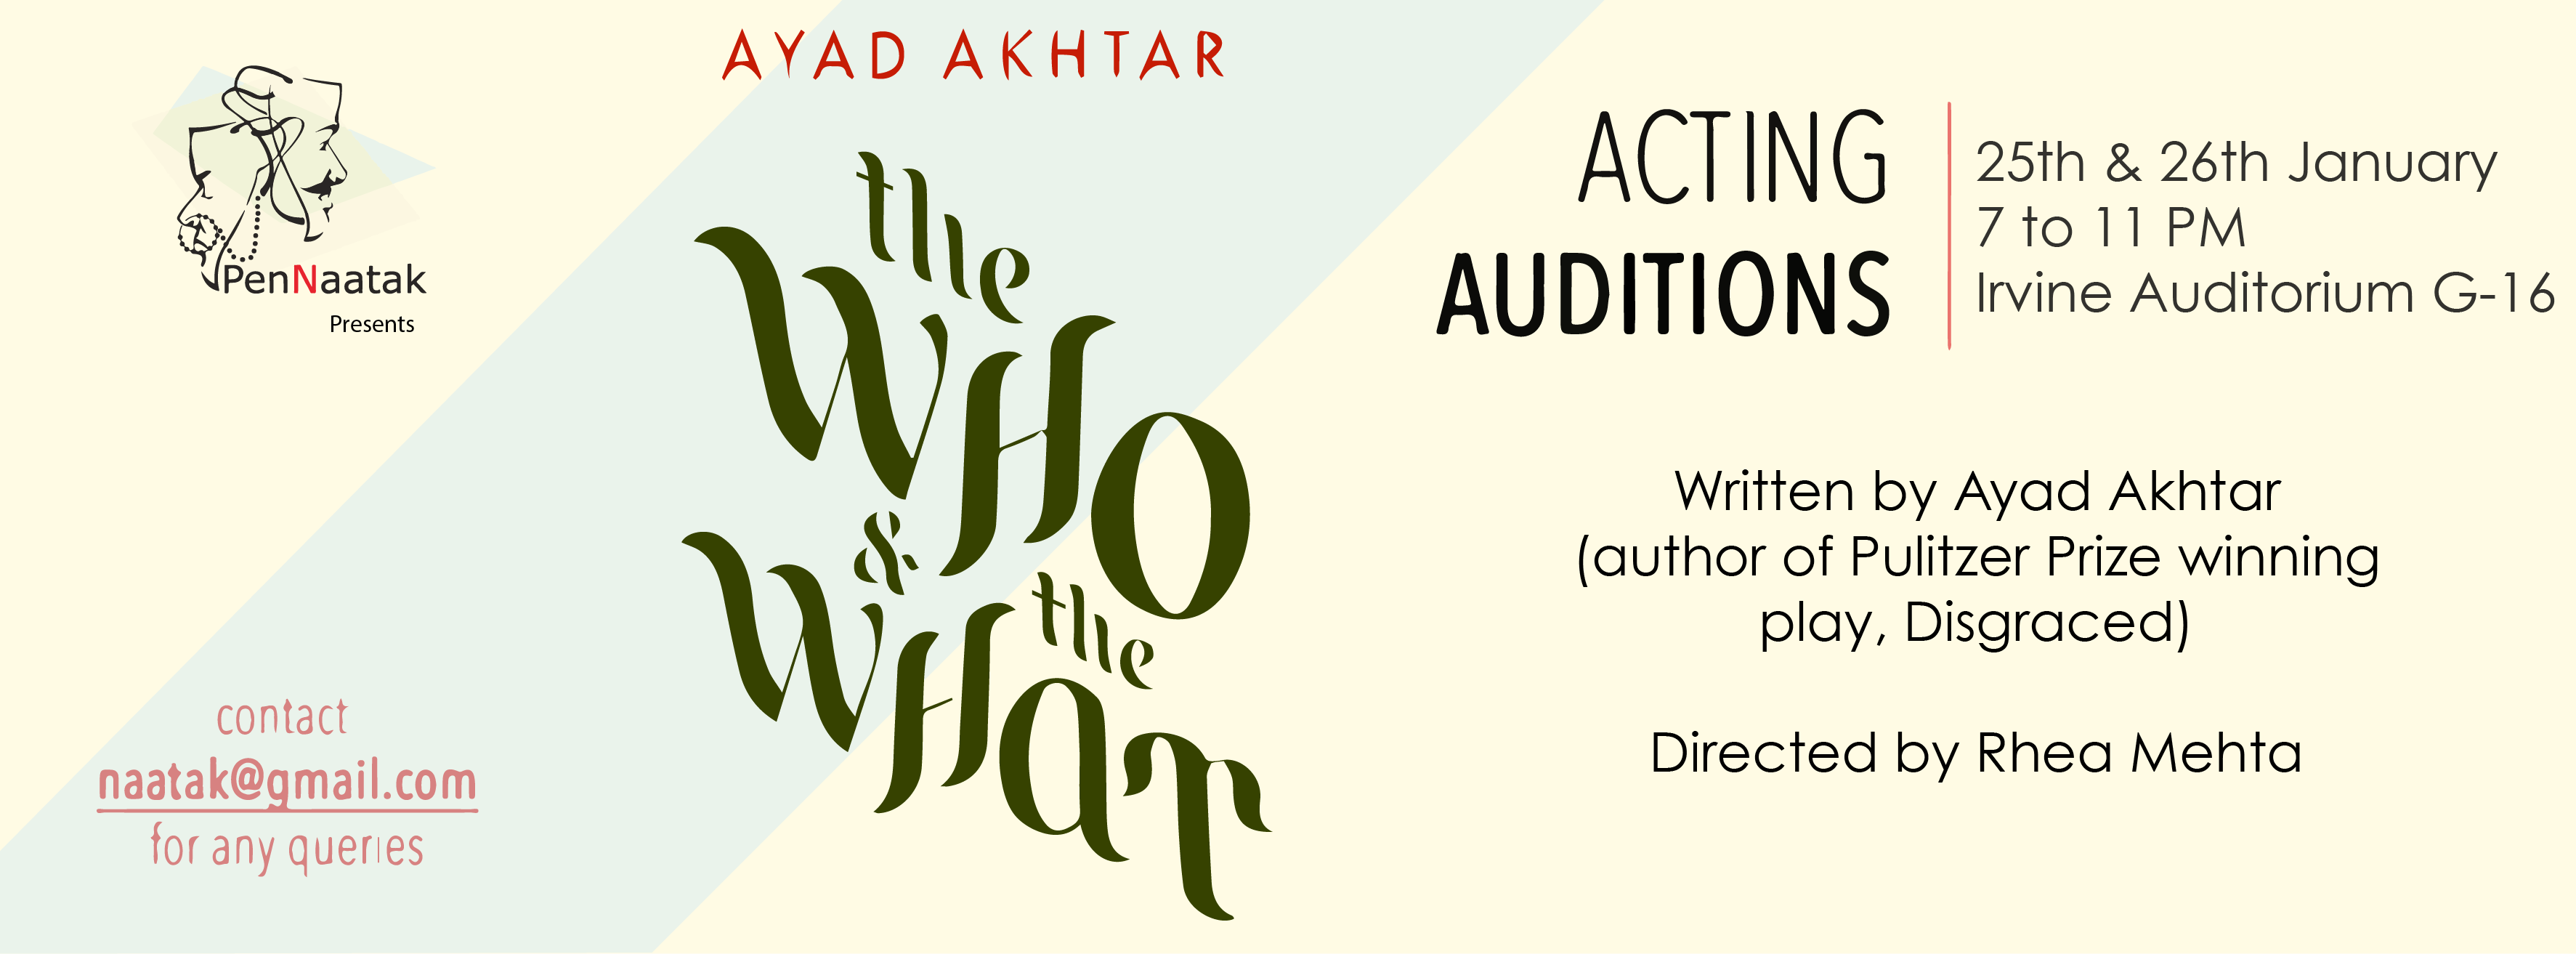 PenNaatak
Presents
AYAD AKHTAR
the
WHO
&
the
WHAT
ACTING
AUDITIONS
25th & 26th January
7 to 11 PM
Irvine Auditorium G-16
Written by Ayad Akhtar
(author of Pulitzer Prize winning
play, Disgraced)
Directed by Rhea Mehta
contact
naatak@gmail.com
for any queries